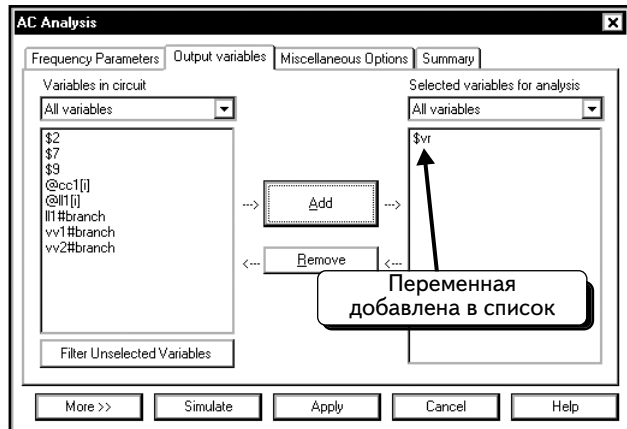 AC Analysis
Frequency Parameters Output variables Miscellaneous Options Summary
Variables in circuit Selected variables for analysis
All variables All variables
$2
$7
$9
@cc1[i]
@ll1[i]
ll1#branch
vv1#branch
vv2#branch
$vr
---> Add --->
<--- Remove <---
Переменная
добавлена в список
Filter Unselected Variables
More >> Simulate Apply Cancel Help